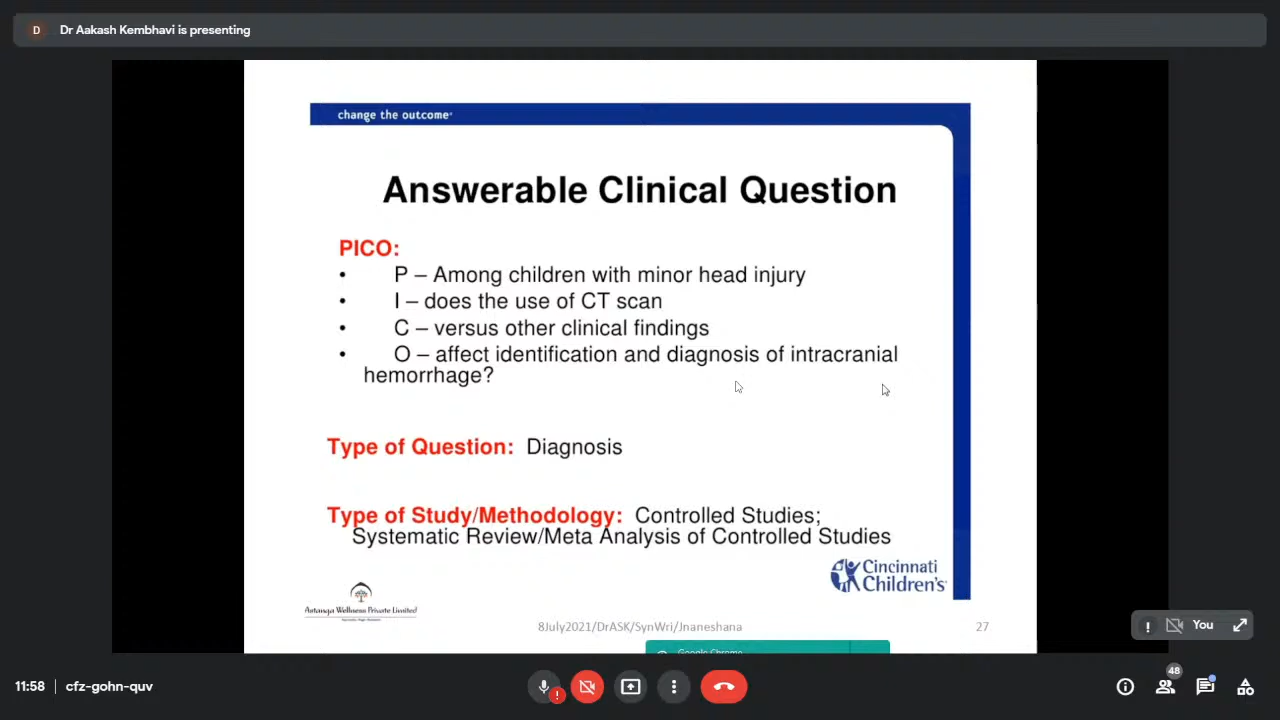 D Dr Aakash Kembhavi is presenting
change the outcome
Answerable Clinical Question
PICO:
• P – Among children with minor head injury
• I – does the use of CT scan
• C – versus other clinical findings
• O – affect identification and diagnosis of intracranial
hemorrhage?
Type of Question: Diagnosis
Type of Study/Methodology: Controlled Studies;
Systematic Review/Meta Analysis of Controlled Studies
Cincinnati
Children's
Astanga Wellness Private Limited
8July2021/DrASK/SynWri/Jnaneshana
27
Google Chrome
You
11:58 cfz-gohn-quv
48